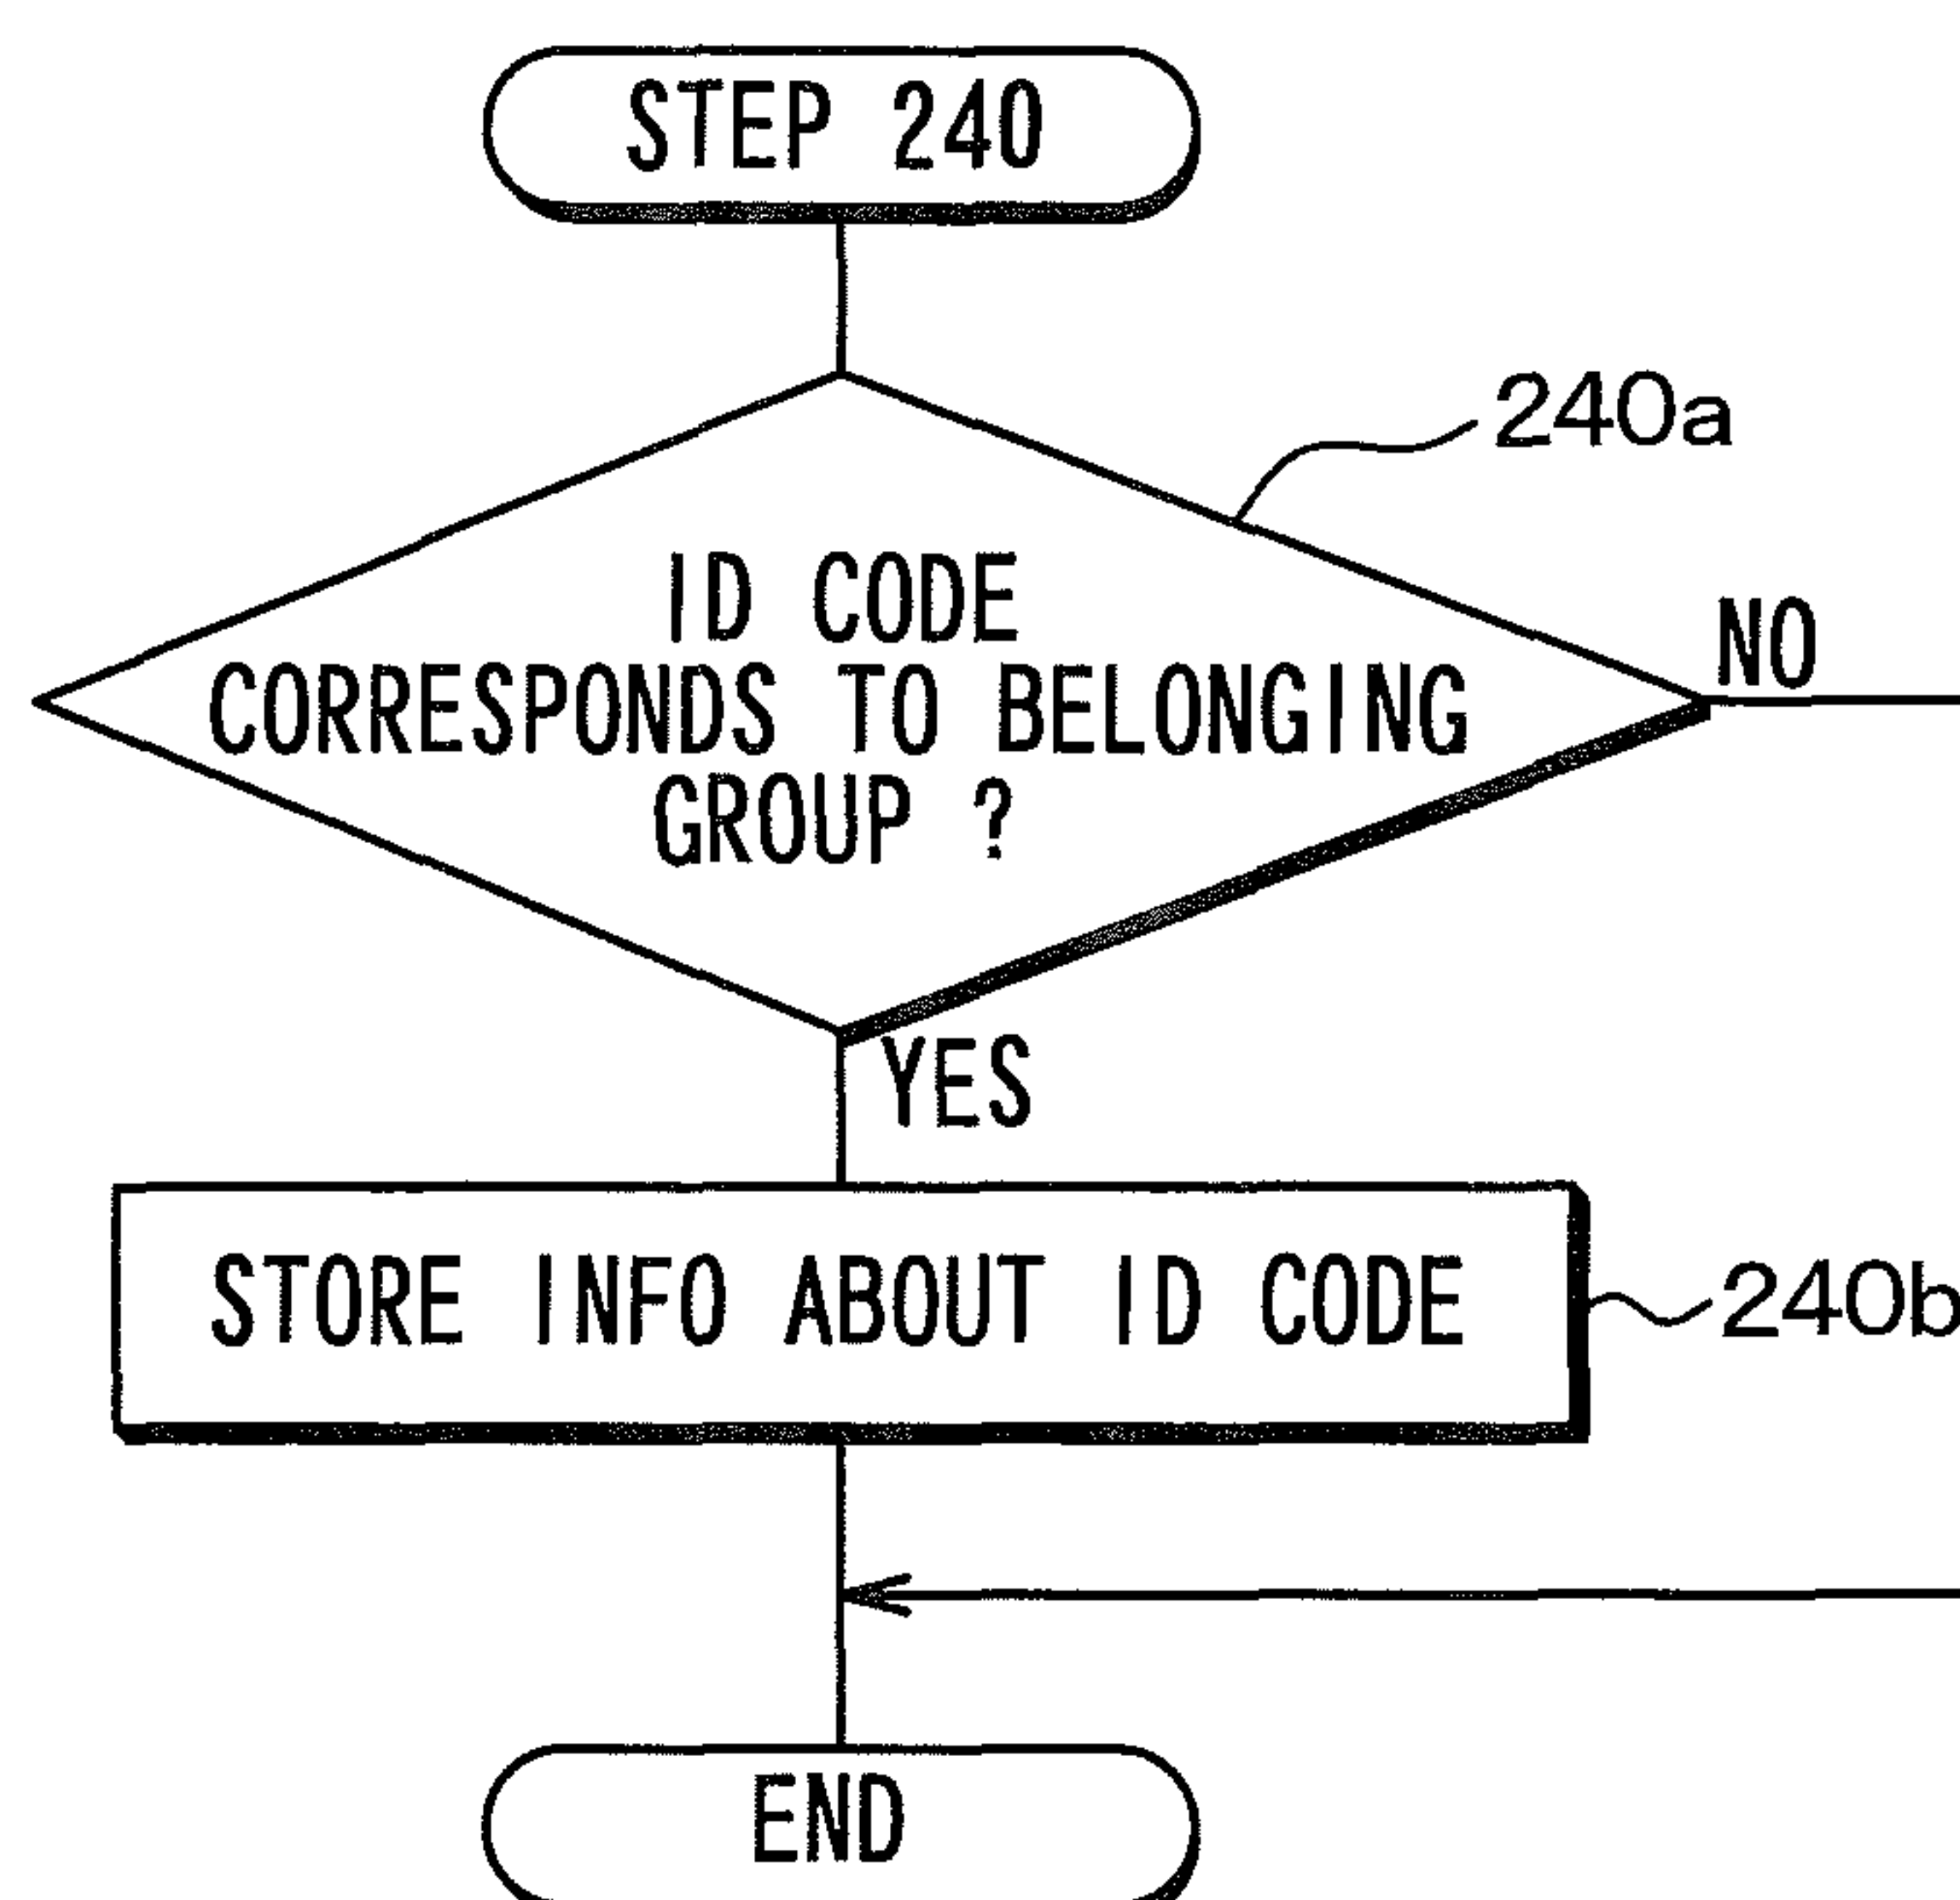 STEP 240
240a
ID CODE
CORRESPONDS TO BELONGING
GROUP ?
NO
YES
STORE INFO ABOUT ID CODE
240b
END